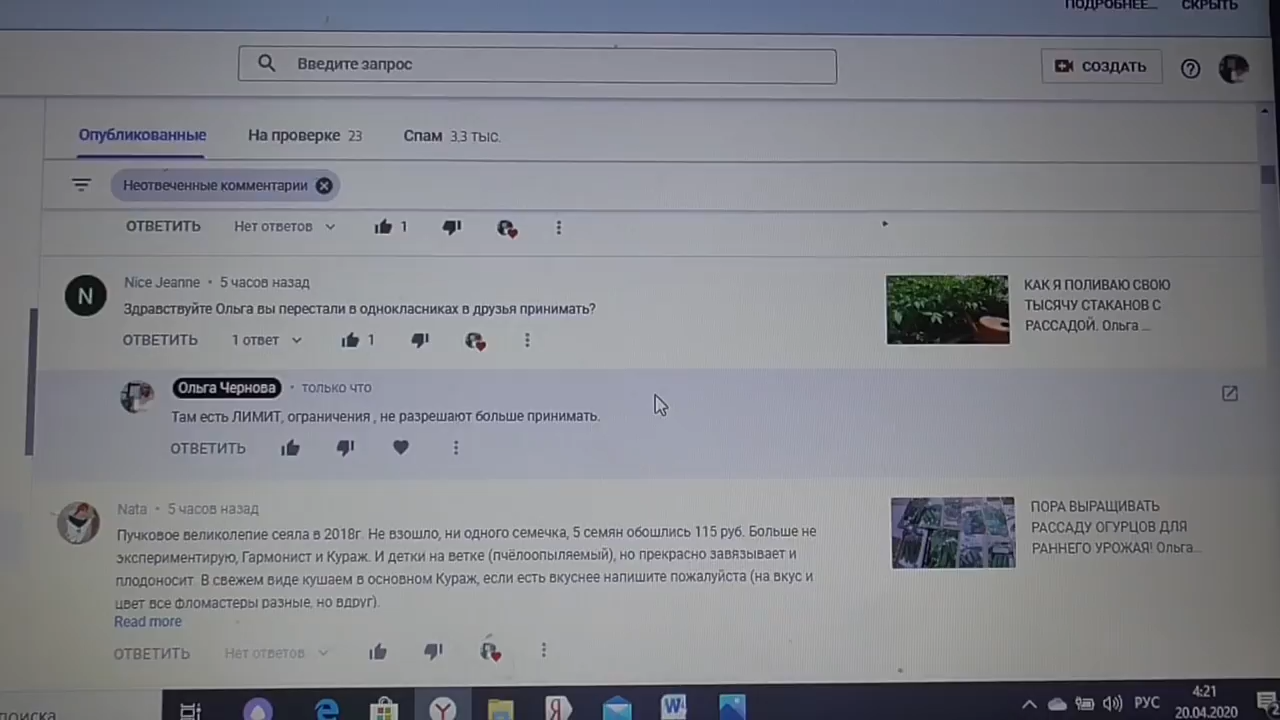 ПОДРОБНЕЕ... СКРЫТЬ
Введите запрос
СОЗДАТЬ
Опубликованные На проверке 23 Спам 3,3 тыс.
Неотвеченные комментарии
ОТВЕТИТЬ Нет ответов 1
Nice Jeanne • 5 часов назад
N
Здравствуйте Ольга вы перестали в однокласниках в друзья принимать?
ОТВЕТИТЬ 1 ответ 1
КАК Я ПОЛИВАЮ СВОЮ
ТЫСЯЧУ СТАКАНОВ С
РАССАДОЙ. Ольга ...
Ольга Чернова • только что
Там есть ЛИМИТ, ограничения , не разрешают больше принимать.
ОТВЕТИТЬ
Nata • 5 часов назад
Пучковое великолепие сеяла в 2018г. Не взошло, ни одного семечка, 5 семян обошлись 115 руб. Больше не
экспериментирую, Гармонист и Кураж. И детки на ветке (пчёлоопыляемый), но прекрасно завязывает и
плодоносит. В свежем виде кушаем в основном Кураж, если есть вкуснее напишите пожалуйста (на вкус и
цвет все фломастеры разные, но вдруг).
Read more
ОТВЕТИТЬ Нет ответов
ПОРА ВЫРАЩИВАТЬ
РАССАДУ ОГУРЦОВ ДЛЯ
РАННЕГО УРОЖАЯ! Ольга...
поиска
Я
W
РУС
4:21
20.04.2020
2